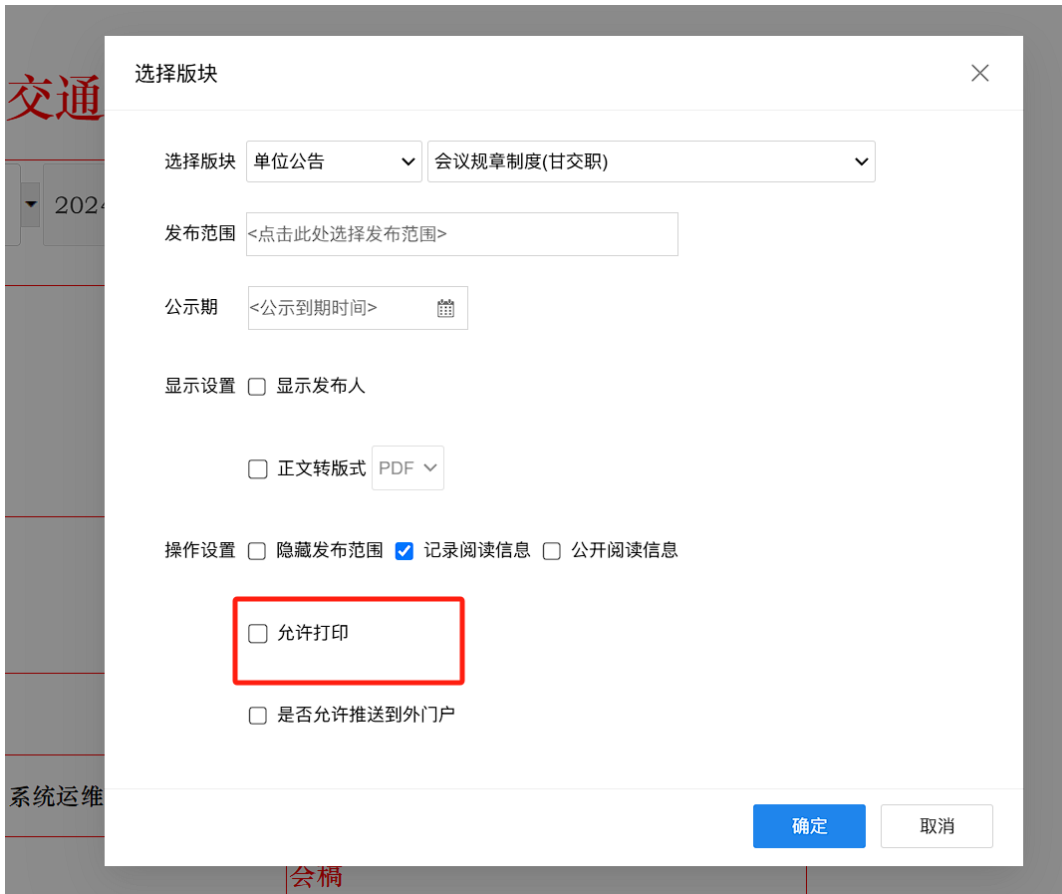 选择版块
交通
选择版块 单位公告 会议规章制度(甘交职)
2024
发布范围 <点击此处选择发布范围>
公示期 <公示到期时间>
显示设置 显示发布人
正文转版式 PDF
操作设置 隐藏发布范围 记录阅读信息 公开阅读信息
允许打印
是否允许推送到外门户
系统运维
确定 取消
会稿